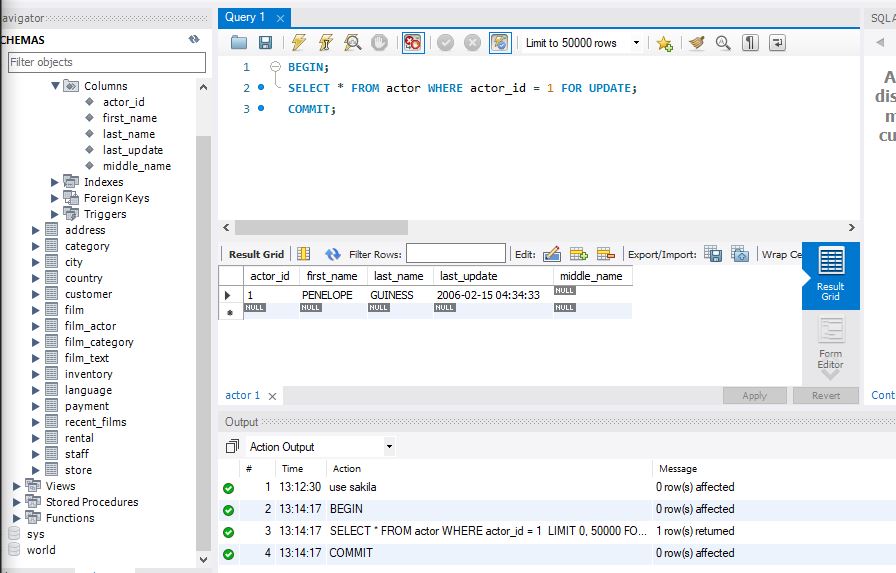 avigator
CHEMAS
Filter objects
Columns
actor_id
first_name
last_name
last_update
middle_name
Indexes
Foreign Keys
Triggers
address
category
city
country
customer
film
film_actor
film_category
film_text
inventory
language
payment
recent_films
rental
staff
store
Views
Stored Procedures
Functions
sys
world
Query 1
Limit to 50000 rows
1 BEGIN;
2 SELECT * FROM actor WHERE actor_id = 1 FOR UPDATE;
3 COMMIT;
Result Grid Filter Rows: Edit: Export/Import: Wrap Ce
actor_id first_name last_name last_update middle_name
1 PENELOPE GUINESS 2006-02-15 04:34:33 NULL
NULL NULL NULL NULL NULL
Result
Grid
Form
Editor
actor 1
Apply Revert
Output
Action Output
# Time Action Message
1 13:12:30 use sakila 0 row(s) affected
2 13:14:17 BEGIN 0 row(s) affected
3 13:14:17 SELECT * FROM actor WHERE actor_id = 1 LIMIT 0, 50000 FO... 1 row(s) returned
4 13:14:17 COMMIT 0 row(s) affected
SQLA
A
dis
m
cu
Cont